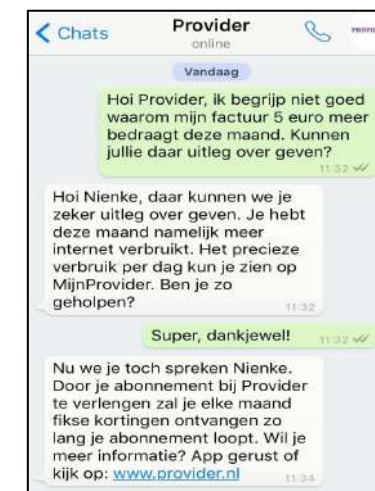 Chats
Provider
online
Vandaag
Hoi Provider, ik begrijp niet goed
waarom mijn factuur 5 euro meer
bedraagt deze maand. Kunnen
jullie daar uitleg over geven?
11:32
Hoi Nienke, daar kunnen we je
zeker uitleg over geven. Je hebt
deze maand namelijk meer
internet verbruikt. Het precieze
verbruik per dag kun je zien op
MijnProvider. Ben je zo
geholpen?
11:32
Super, dankjewel!
11:32
Nu we je toch spreken Nienke.
Door je abonnement bij Provider
te verlengen zal je elke maand
fikse kortingen ontvangen zo
lang je abonnement loopt. Wil je
meer informatie? App gerust of
kijk op: www.provider.nl
11:34